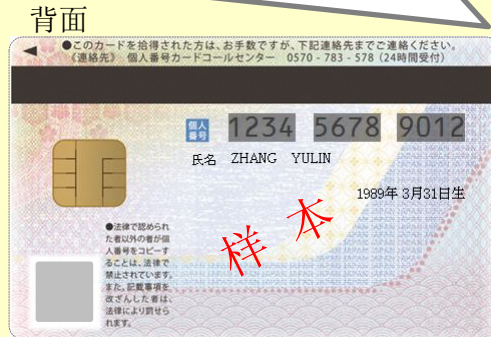 背面
◀ ●このカードを拾得された方は、お手数ですが、下記連絡先までご連絡ください。
《連絡先》 個人番号カードコールセンター 0570-783-578（24時間受付）
個人番号 1234 5678 9012
氏名 ZHANG YULIN
1989年 3月31日生
样本
●法律で認められ
た者以外の者が個
人番号をコピーす
ることは、法律で
禁止されています。
また、記載事項を
改ざんした者は、
法律により罰せら
れます。